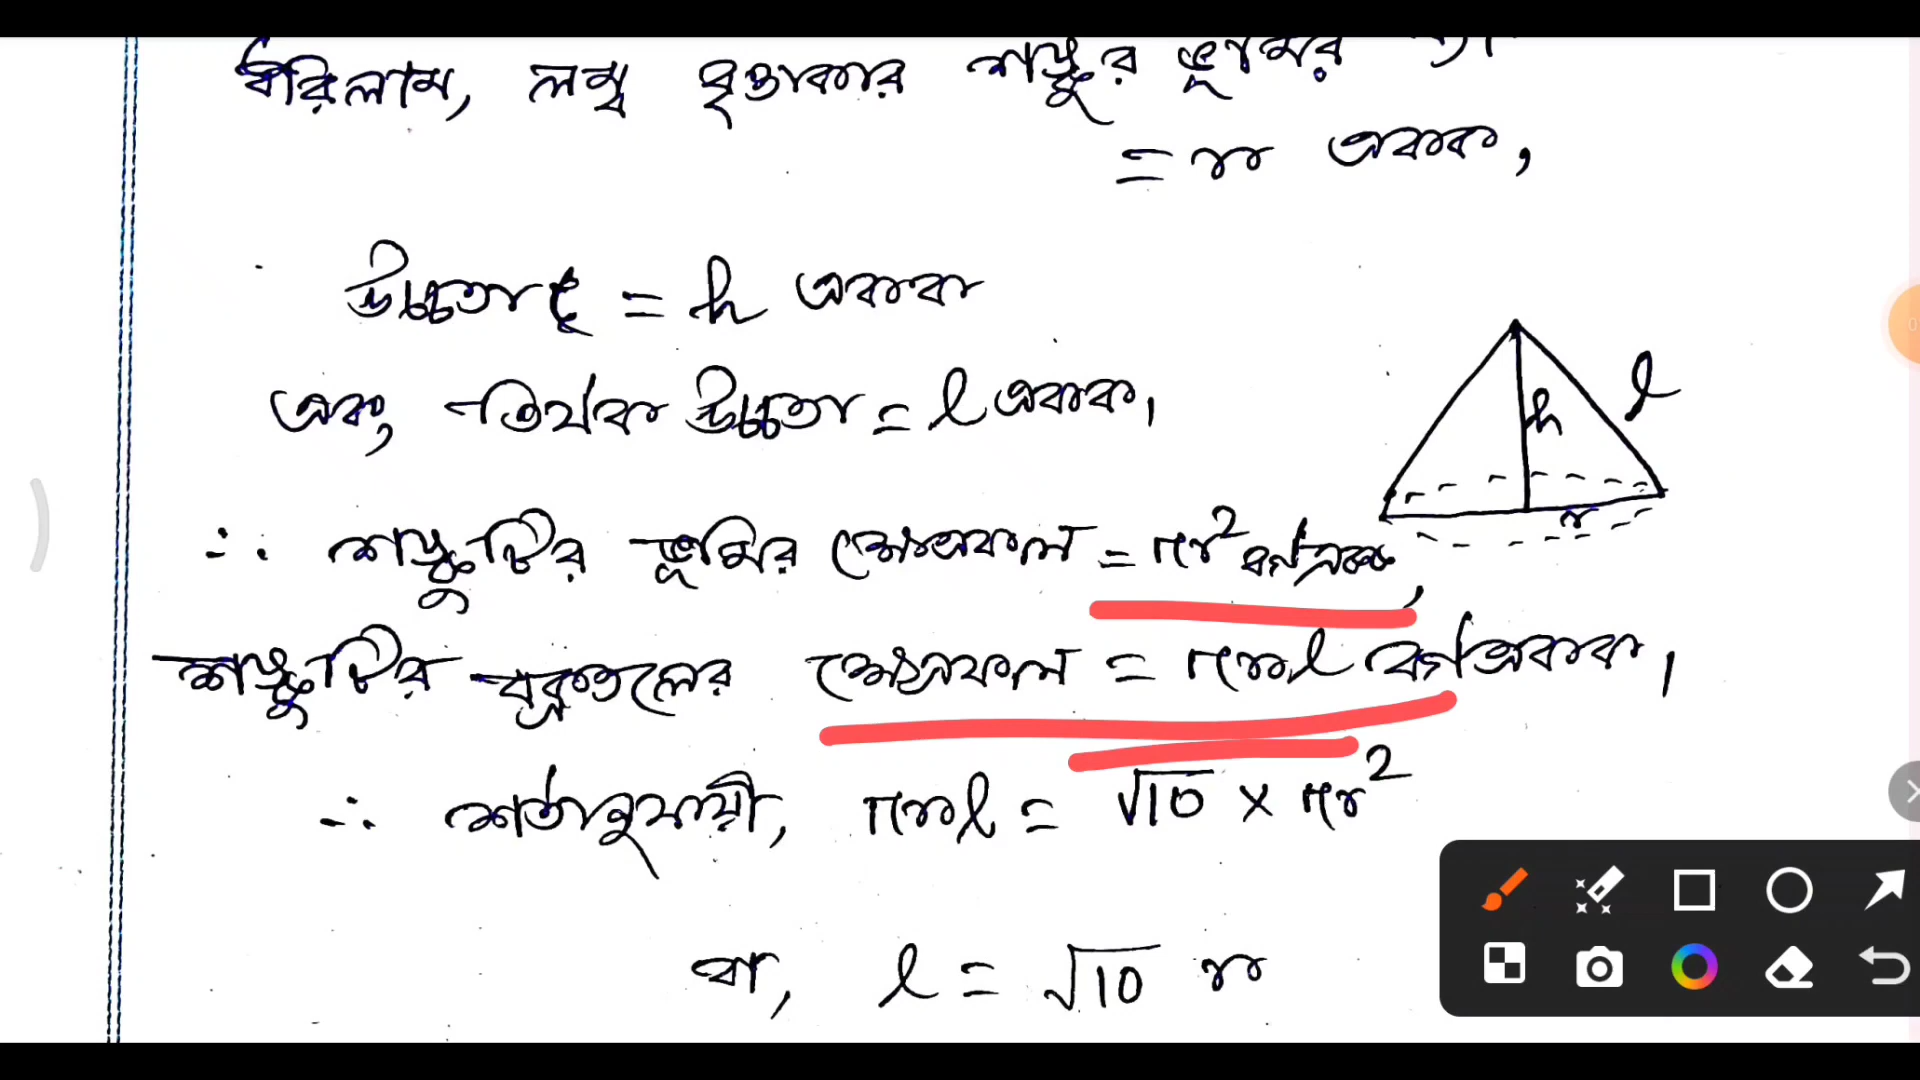 ধরিলাম, লম্ব বৃত্তাকার শঙ্কুর ভূমির
= r একক,
উচ্চতা = h একক
এবং, তির্যক উচ্চতা = l একক।
h
l
r
∴ শঙ্কুটির ভূমির ক্ষেত্রফল = πr² বর্গএকক,
শঙ্কুটির বক্রতলের ক্ষেত্রফল = πrl বর্গএকক।
∴ শর্তানুযায়ী, πrl = √10 × πr²
বা, l = √10 r